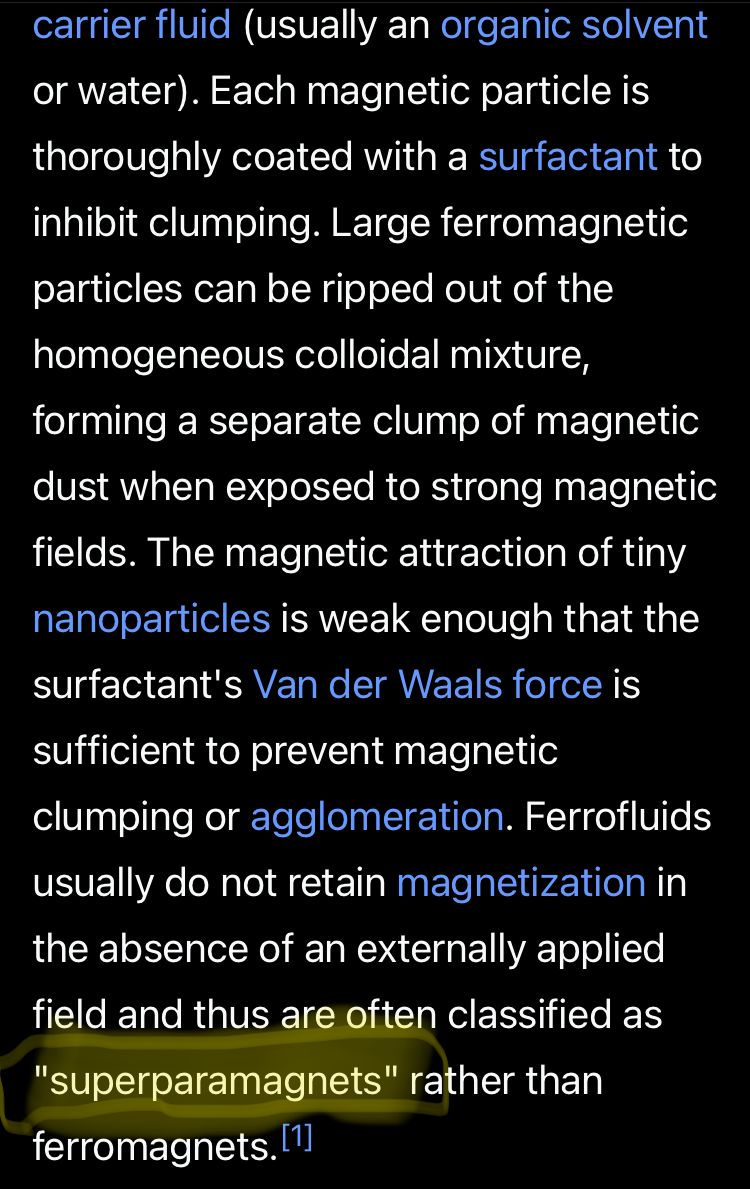 carrier fluid (usually an organic solvent
or water). Each magnetic particle is
thoroughly coated with a surfactant to
inhibit clumping. Large ferromagnetic
particles can be ripped out of the
homogeneous colloidal mixture,
forming a separate clump of magnetic
dust when exposed to strong magnetic
fields. The magnetic attraction of tiny
nanoparticles is weak enough that the
surfactant's Van der Waals force is
sufficient to prevent magnetic
clumping or agglomeration. Ferrofluids
usually do not retain magnetization in
the absence of an externally applied
field and thus are often classified as
"superparamagnets" rather than
ferromagnets.[1]